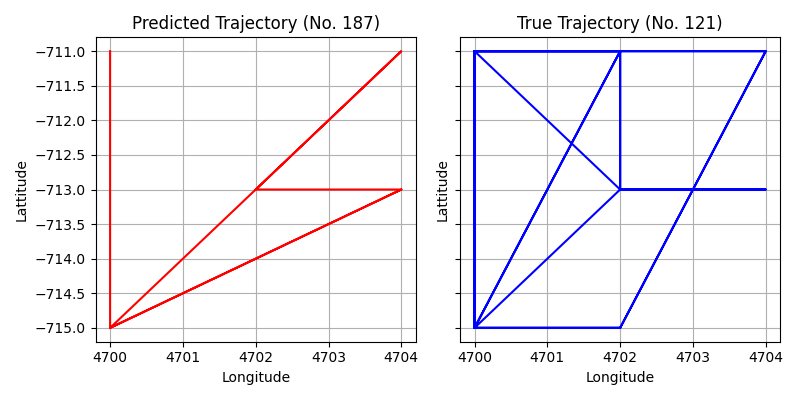 Predicted Trajectory (No. 187)
True Trajectory (No. 121)
−711.0
−711.5
−712.0
−712.5
−713.0
−713.5
−714.0
−714.5
−715.0
Lattitude
Lattitude
4700 4701 4702 4703 4704
4700 4701 4702 4703 4704
Longitude
Longitude